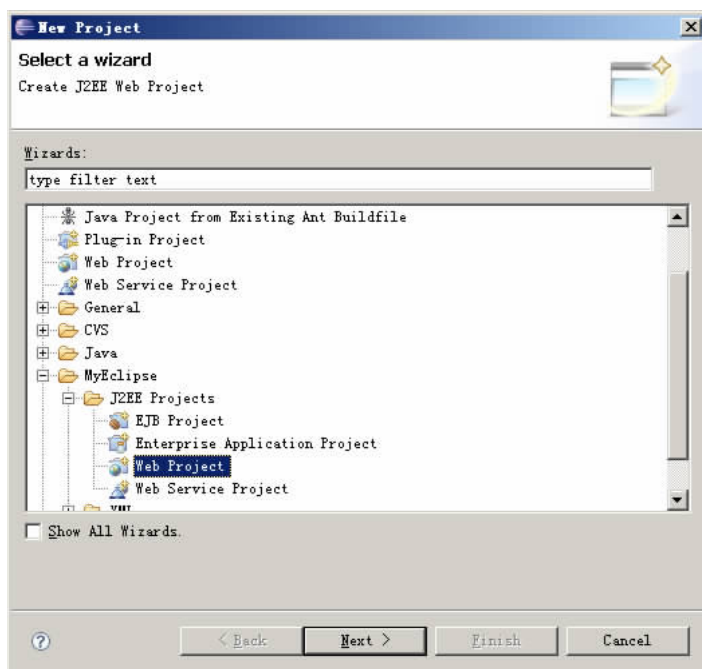 New Project
Select a wizard
Create J2EE Web Project
Wizards:
type filter text
Java Project from Existing Ant Buildfile
Plug-in Project
Web Project
Web Service Project
General
CVS
Java
MyEclipse
J2EE Projects
EJB Project
Enterprise Application Project
Web Project
Web Service Project
Show All Wizards.
< Back
Next >
Finish
Cancel